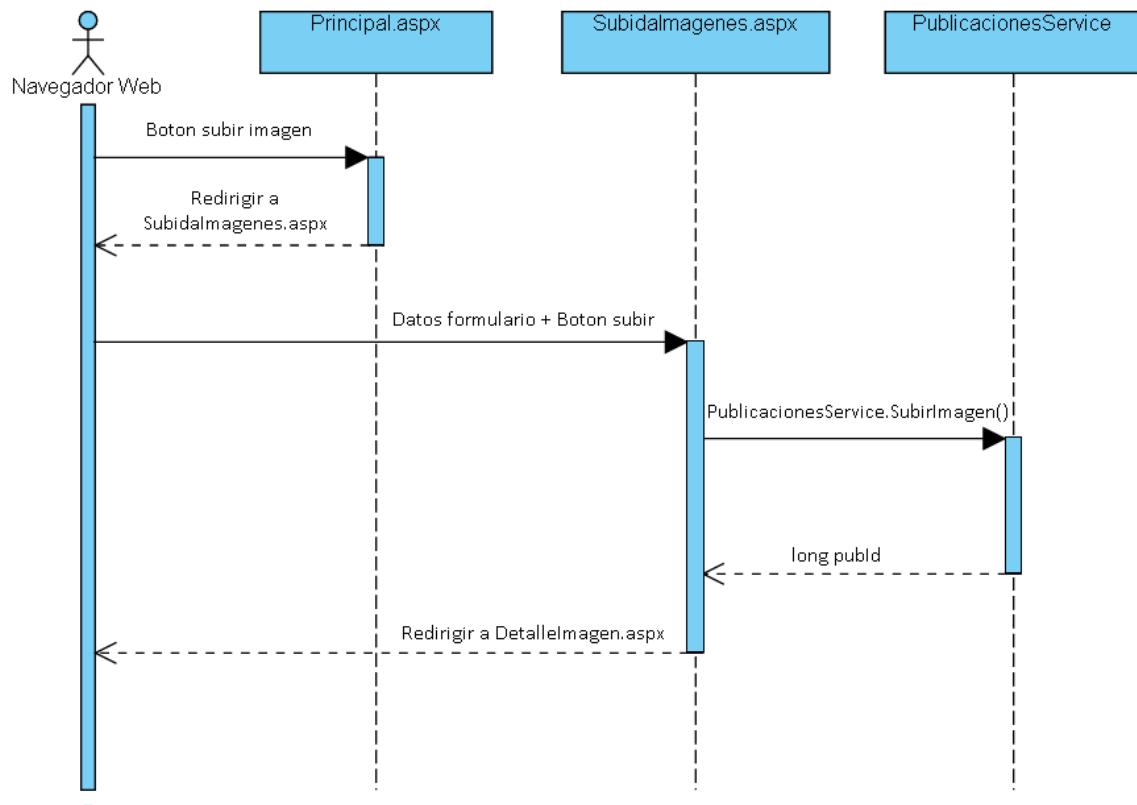 Principal.aspx
SubidaImagenes.aspx
PublicacionesService
Navegador Web
Boton subir imagen
Redirigir a
SubidaImagenes.aspx
Datos formulario + Boton subir
PublicacionesService.SubirImagen()
long pubId
Redirigir a DetalleImagen.aspx